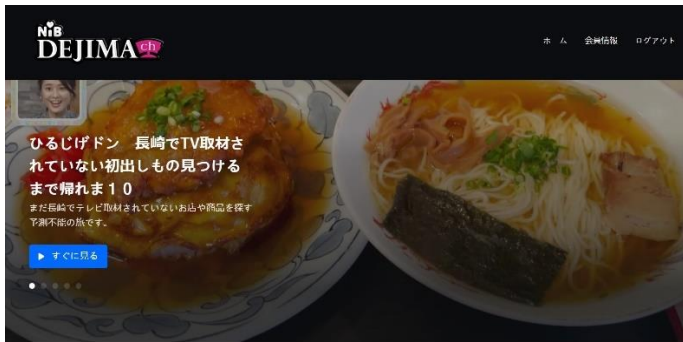 NiB
DEJIMA ch
ホーム 会員情報 ログアウト
ひるじげドン 長崎でTV取材さ
れていない初出しもの見つける
まで帰れま10
まだ長崎でテレビ取材されていないお店や商品を探す
予測不能の旅です。
すぐに見る